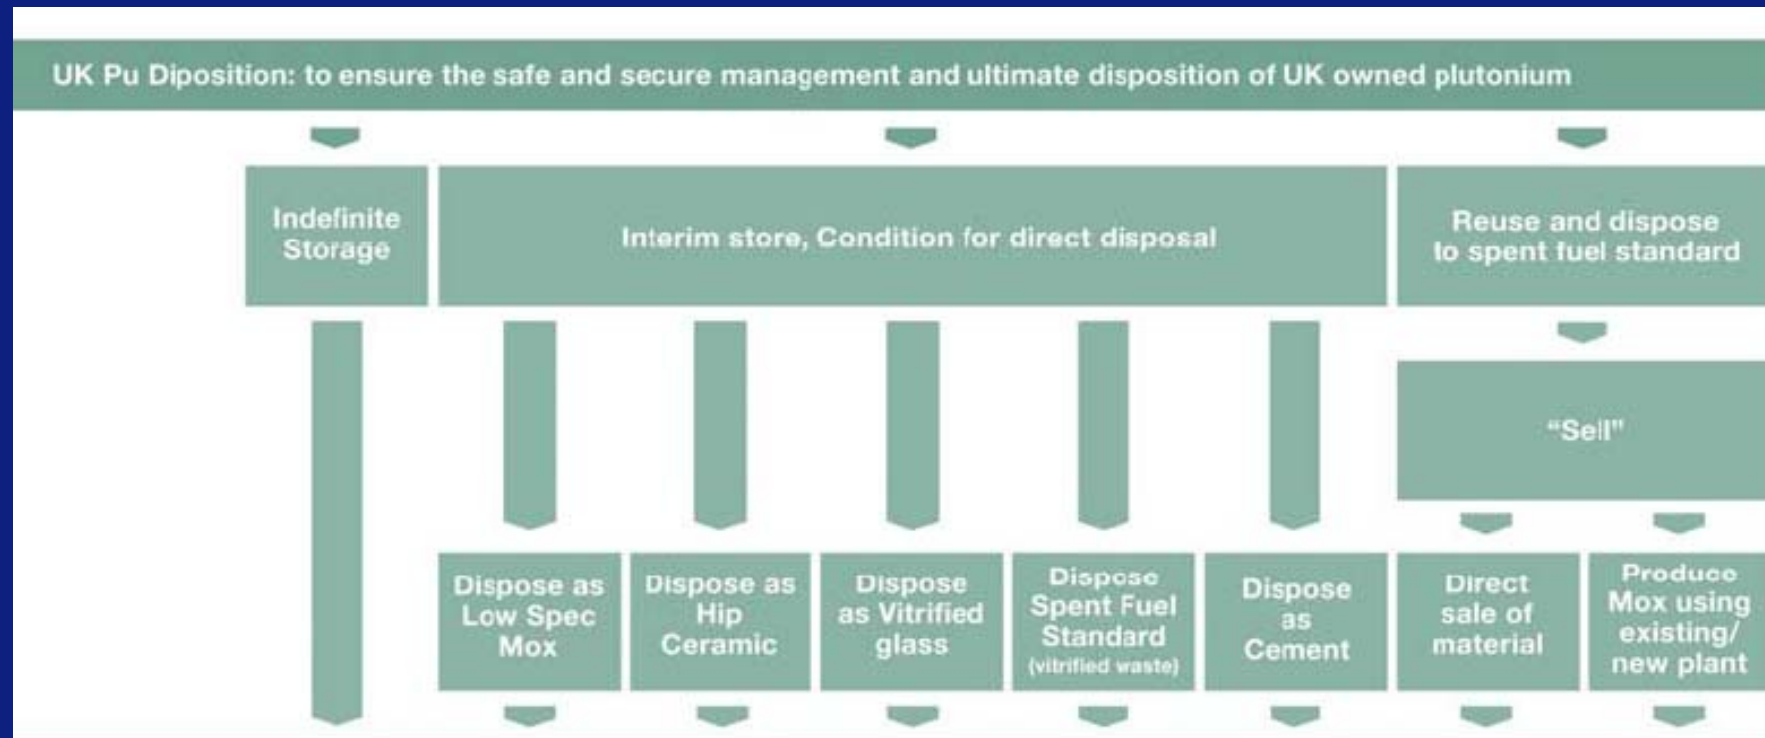 UK Pu Diposition: to ensure the safe and secure management and ultimate disposition of UK owned plutonium
Indefinite
Storage
Interim store, Condition for direct disposal
Reuse and dispose
to spent fuel standard
“Sell”
Dispose as
Low Spec
Mox
Dispose as
Hip
Ceramic
Dispose
as Vitrified
glass
Dispose
Spent Fuel
Standard
(vitrified waste)
Dispose
as
Cement
Direct
sale of
material
Produce
Mox using
existing/
new plant